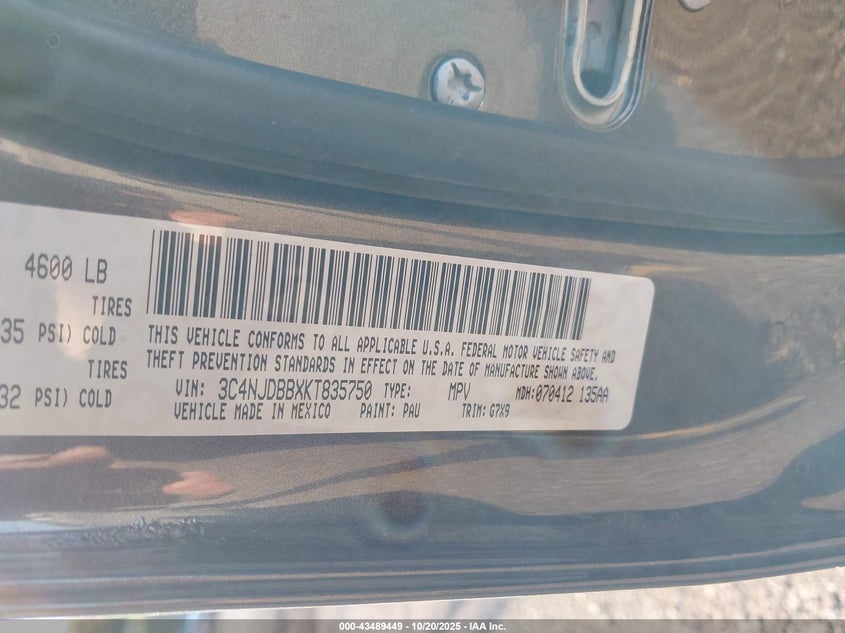 4600 LB
TIRES
35 PSI) COLD
TIRES
32 PSI) COLD
THIS VEHICLE CONFORMS TO ALL APPLICABLE U.S.A. FEDERAL MOTOR VEHICLE SAFETY AND
THEFT PREVENTION STANDARDS IN EFFECT ON THE DATE OF MANUFACTURE SHOWN ABOVE.
VIN: 3C4NJDBBXKT835750 TYPE: MPV MDH:070412 135AA
VEHICLE MADE IN MEXICO PAINT: PAU TRIM: G7X9
000-43489449 - 10/20/2025 - IAA Inc.